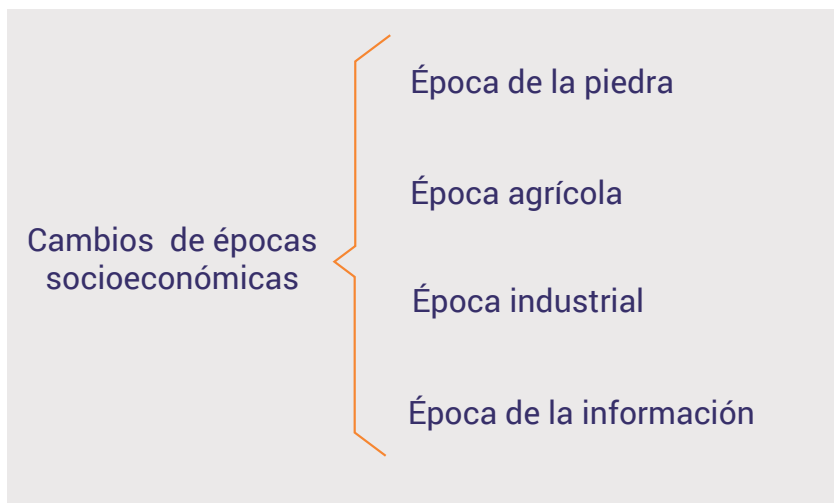 Cambios de épocas
socioeconómicas
Época de la piedra
Época agrícola
Época industrial
Época de la información